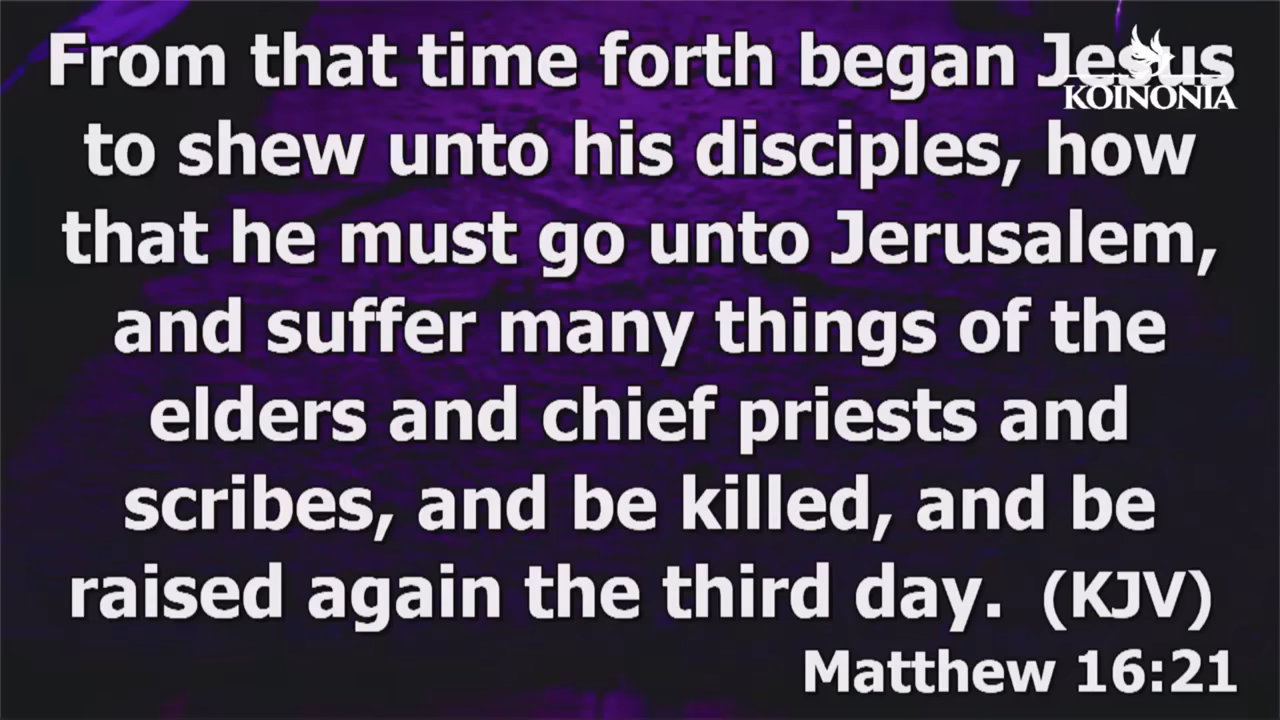 From that time forth began Jesus
KOINONIA
to shew unto his disciples, how
that he must go unto Jerusalem,
and suffer many things of the
elders and chief priests and
scribes, and be killed, and be
raised again the third day. (KJV)
Matthew 16:21